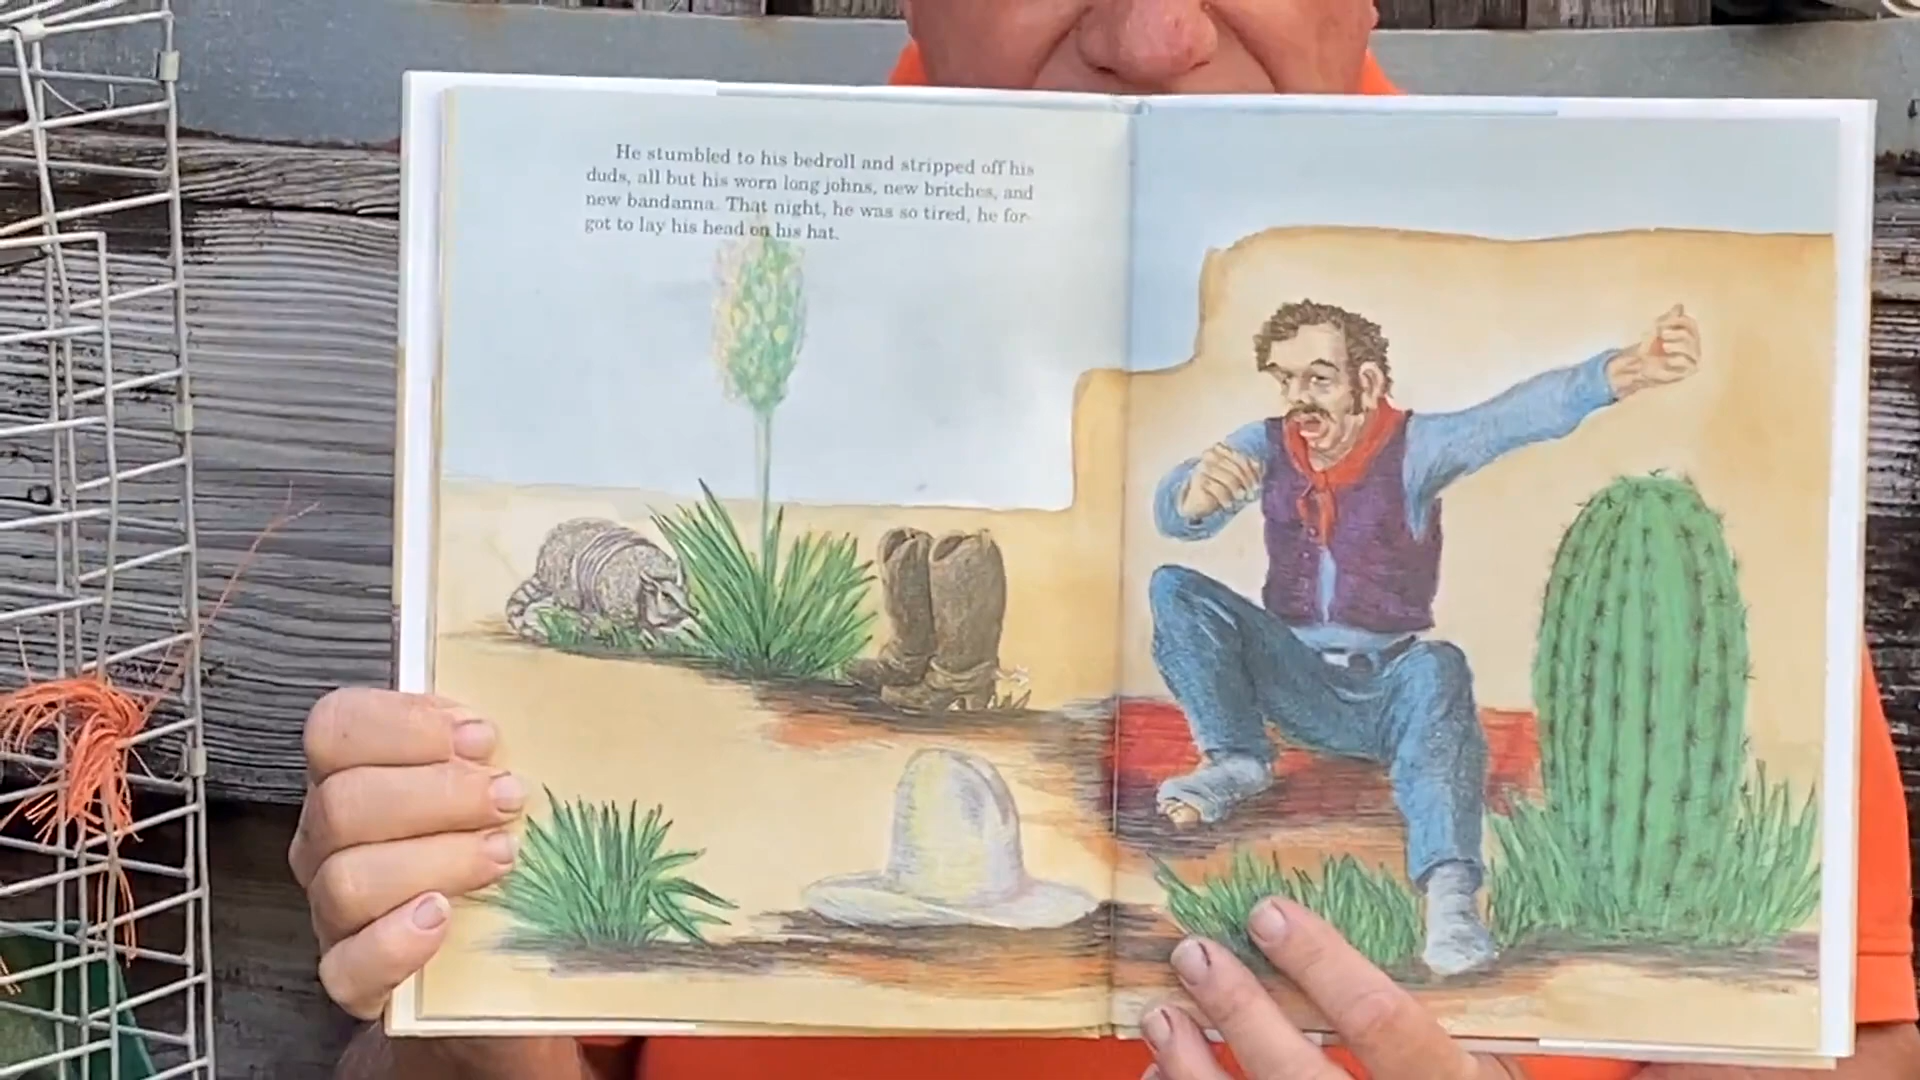 He stumbled to his bedroll and stripped off his
duds, all but his worn long johns, new britches, and
new bandanna. That night, he was so tired, he for-
got to lay his head on his hat.